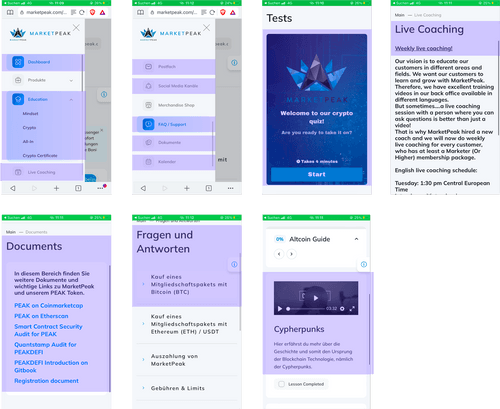 marketpeak.com/
MARKETPEAK
Dashboard
Produkte
Education
Mindset
Crypto
All-In
Crypto Certificate
Live Coaching
marketpeak.com/
MARKETPEAK
Postfach
Social Media Bundle
Merchandise Shop
FAQ / Support
Dokumente
Kalender
mit
Tests
MARKETPEAK
Welcome to our crypto
quiz!
Are you ready to take it on?
Takes 4 minutes
Start
Main — Live Coaching
Live Coaching
Weekly live coaching!
Our vision is to educate our
customers in different areas and
fields. We want our customers to
learn and grow with MarketPeak.
Therefore, we have excellent training
videos in our back office available in
different languages.
But sometimes....a live coaching
session with a person where you can
ask questions is better than just a
video!
That is why MarketPeak hired a new
coach and we will now do weekly
live coaching for every customer,
who has at least a Marketer (Or
Higher) membership package.
English live coaching schedule:
Tuesday: 1:30 pm Central European
Time
Main — Documents
Documents
In diesem Bereich finden Sie
weitere Dokumente und
wichtige Links zu MarketPeak
und unserem PEAK Token.
PEAK on Coinmarketcap
PEAK on Etherscan
Smart Contract Security
Audit for PEAK
Quantstamp Audit for
PEAKDEFI
PEAKDEFI Introduction on
Gitbook
Registration document
Fragen und
Antworten
Kauf eines
Mitgliedschaftspakets mit
Bitcoin (BTC)
Kauf eines
Mitgliedschaftspakets mit
Ethereum (ETH) / USDT
Auszahlung von
MarketPeak
Gebühren & Limits
0%
Altcoin Guide
23:32
Cypherpunks
Hier erfährst du mehr über die
Geschichte und somit den Ursprung
der Blockchain Technologie, nämlich
der Cypherpunks.
Lesson Completed